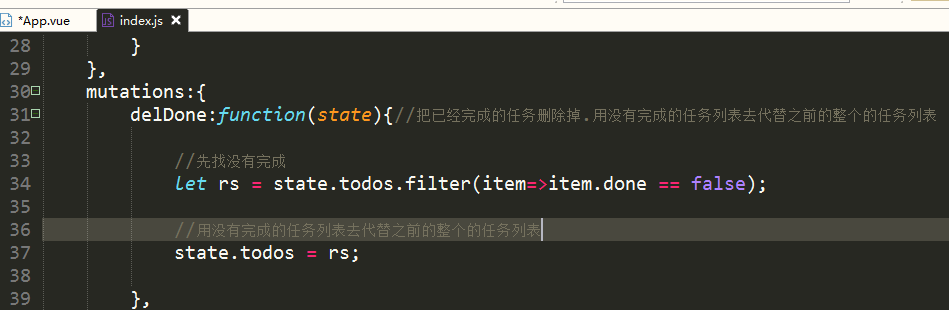 *App.vue index.js
28 }
29 },
30 mutations:{
31 delDone:function(state){//把已经完成的任务删除掉.用没有完成的任务列表去代替之前的整个的任务列表
32
33 //先找没有完成
34 let rs = state.todos.filter(item=>item.done == false);
35
36 //用没有完成的任务列表去代替之前的整个的任务列表
37 state.todos = rs;
38
39 },